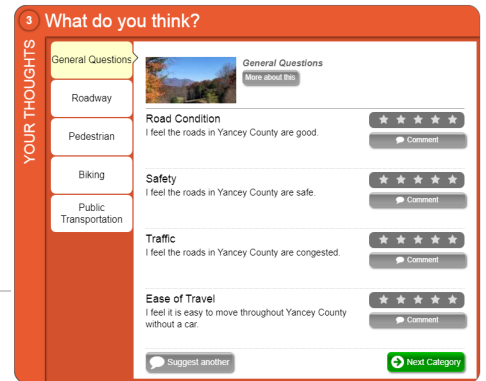 3 What do you think?
YOUR THOUGHTS
General Questions
Roadway
Pedestrian
Biking
Public
Transportation
General Questions
More about this
Road Condition
I feel the roads in Yancey County are good.
Comment
Safety
I feel the roads in Yancey County are safe.
Comment
Traffic
I feel the roads in Yancey County are congested.
Comment
Ease of Travel
I feel it is easy to move throughout Yancey County
without a car.
Comment
Suggest another
Next Category